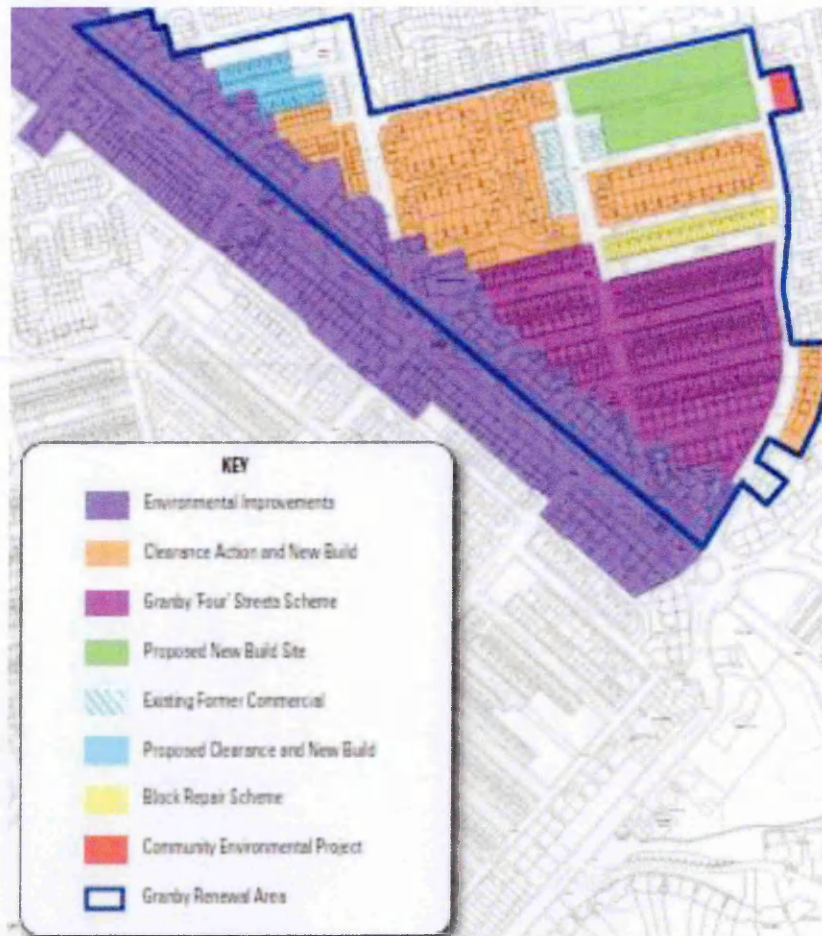 KEY
Environmental Improvements
Clearance Action and New Build
Granby 'Four' Streets Scheme
Proposed New Build Site
Existing Former Commercial
Proposed Clearance and New Build
Block Repair Scheme
Community Environmental Project
Granby Renewal Area